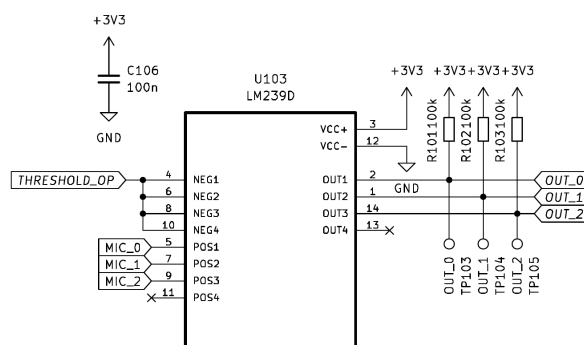 +3V3
C106
100n
GND
U103
LM239D
+3V3
+3V3
+3V3
+3V3
R101 100k
R102 100k
R103 100k
3 VCC+
12 VCC-
GND
THRESHOLD_OP
4 NEG1
6 NEG2
8 NEG3
10 NEG4
MIC_0 5 POS1
MIC_1 7 POS2
MIC_2 9 POS3
11 POS4
OUT1 2 OUT_0
OUT2 1 OUT_1
OUT3 14 OUT_2
OUT4 13
OUT_0
TP103
OUT_1
TP104
OUT_2
TP105